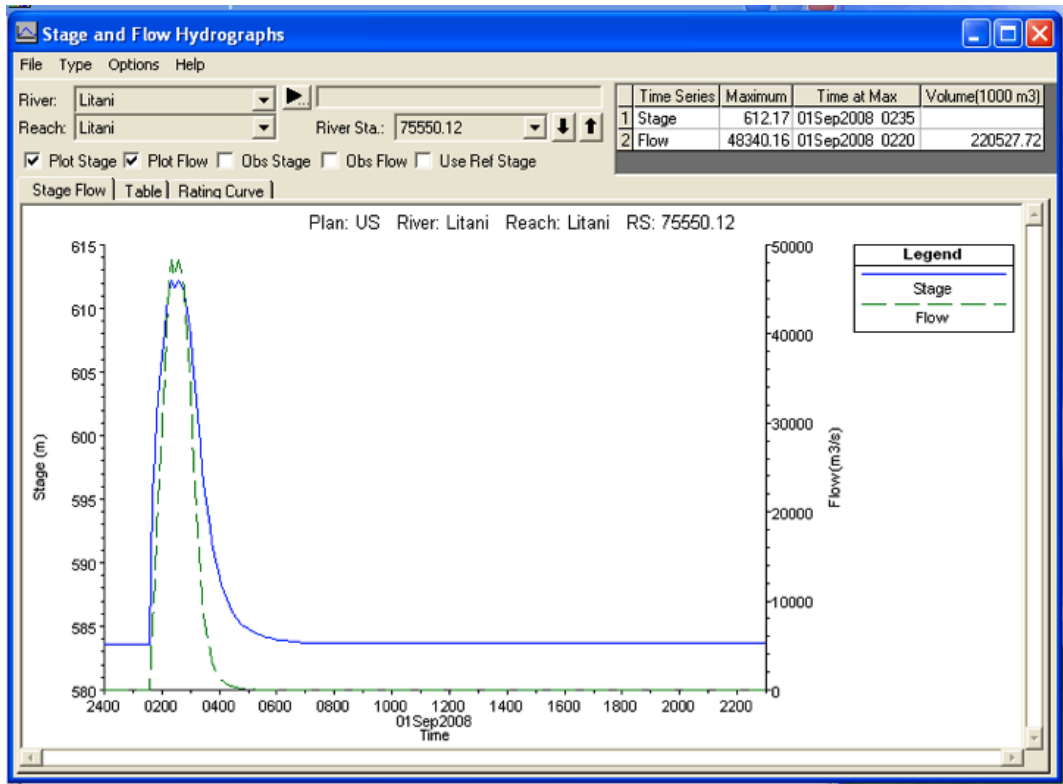 Stage and Flow Hydrographs
File Type Options Help
River: Litani
Reach: Litani River Sta.: 75550.12
Plot Stage Plot Flow Obs Stage Obs Flow Use Ref Stage
Time Series Maximum Time at Max Volume(1000 m3)
1 Stage 612.17 01Sep2008 0235
2 Flow 48340.16 01Sep2008 0220 220527.72
Stage Flow Table Rating Curve
Plan: US River: Litani Reach: Litani RS: 75550.12
615
610
605
600
595
590
585
580
Stage (m)
50000
40000
30000
20000
10000
0
Flow(m3/s)
Legend
Stage
Flow
2400 0200 0400 0600 0800 1000 1200 1400 1600 1800 2000 2200
01Sep2008
Time